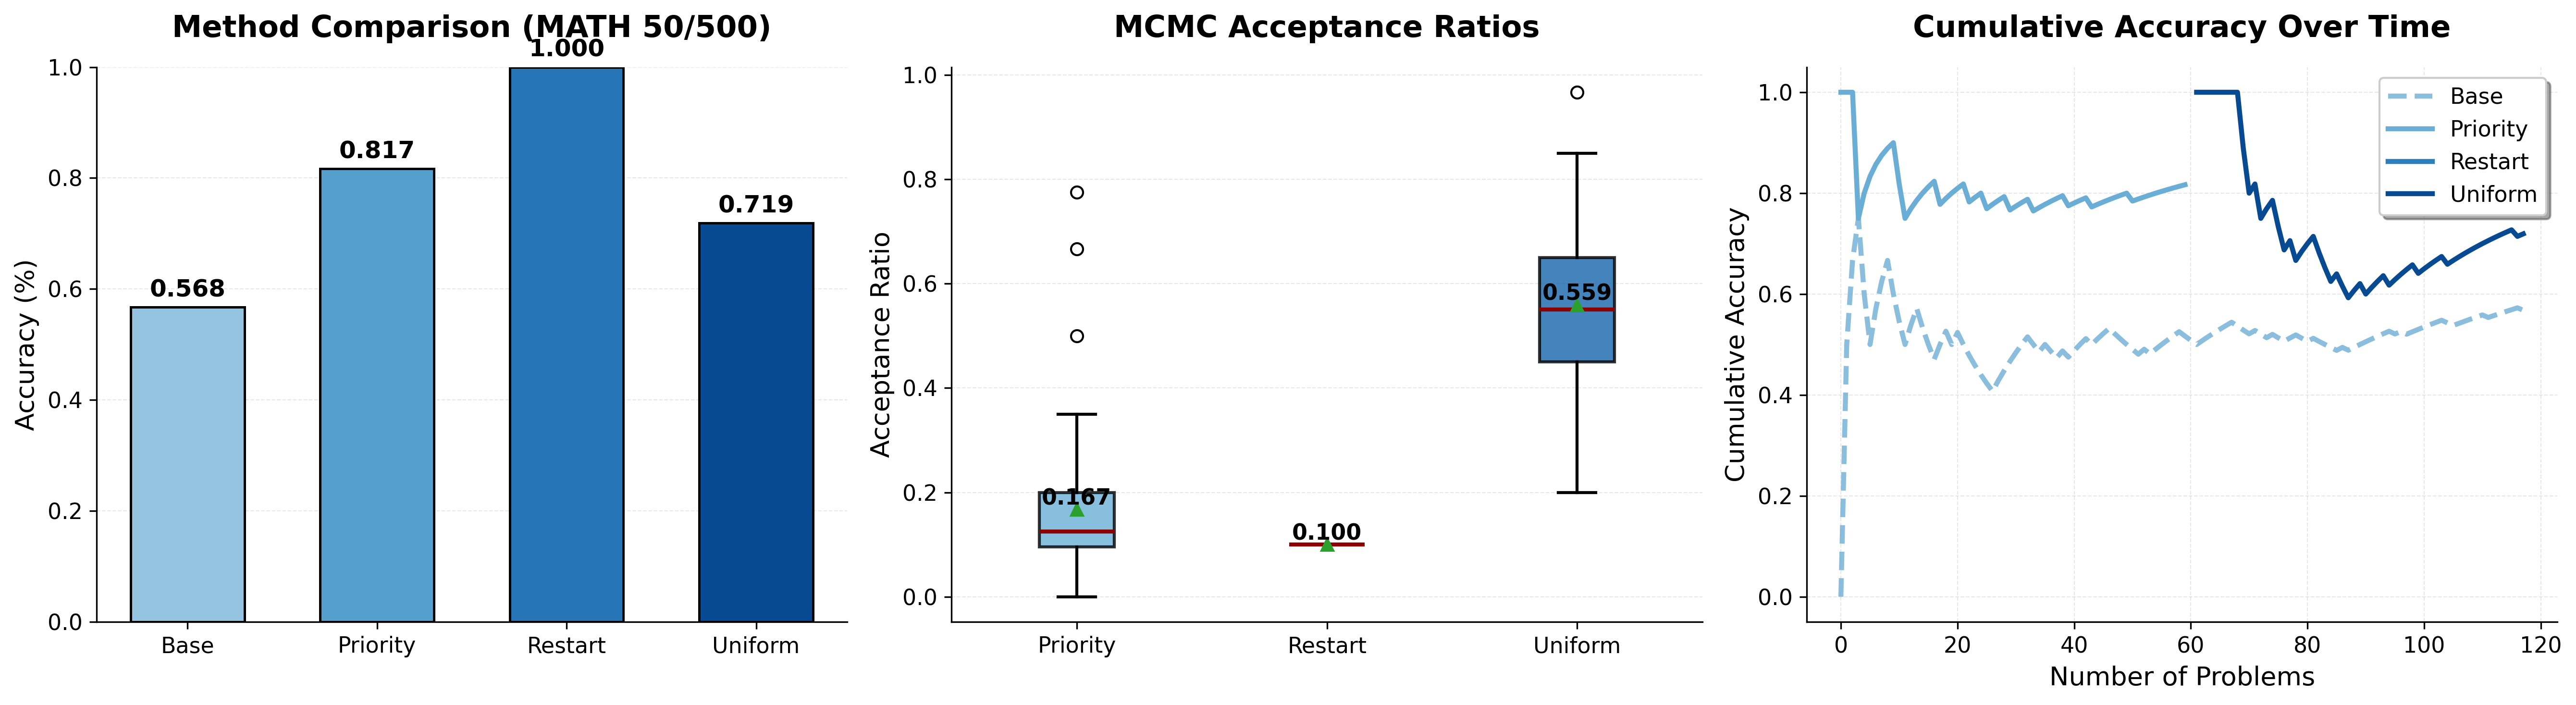 Method Comparison (MATH 50/500)
Accuracy (%)
1.0
0.8
0.6
0.4
0.2
0.0
0.568
0.817
1.000
0.719
Base
Priority
Restart
Uniform
MCMC Acceptance Ratios
Acceptance Ratio
1.0
0.8
0.6
0.4
0.2
0.0
0.167
0.100
0.559
Priority
Restart
Uniform
Cumulative Accuracy Over Time
Cumulative Accuracy
1.0
0.8
0.6
0.4
0.2
0.0
Base
Priority
Restart
Uniform
0
20
40
60
80
100
120
Number of Problems